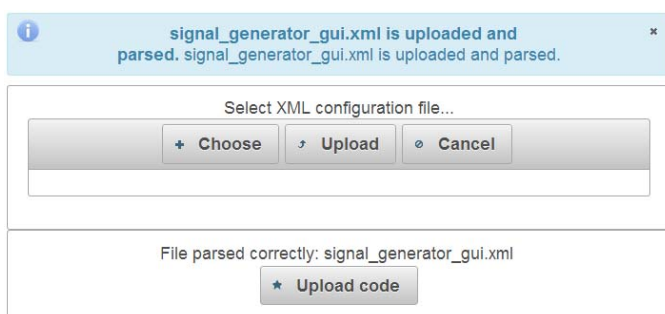 signal_generator_gui.xml is uploaded and
parsed. signal_generator_gui.xml is uploaded and parsed.
Select XML configuration file...
Choose Upload Cancel
File parsed correctly: signal_generator_gui.xml
Upload code